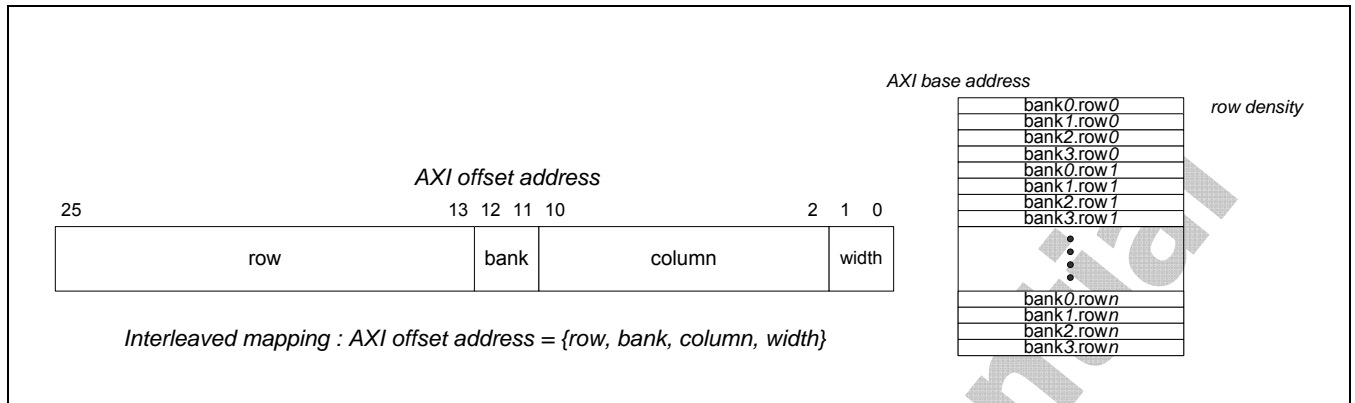 AXI base address
bank0.row0
row density
bank1.row0
bank2.row0
bank3.row0
bank0.row1
bank1.row1
bank2.row1
bank3.row1
bank0.rown
bank1.rown
bank2.rown
bank3.rown
AXI offset address
25 13 12 11 10 2 1 0
row bank column width
Interleaved mapping : AXI offset address = {row, bank, column, width}